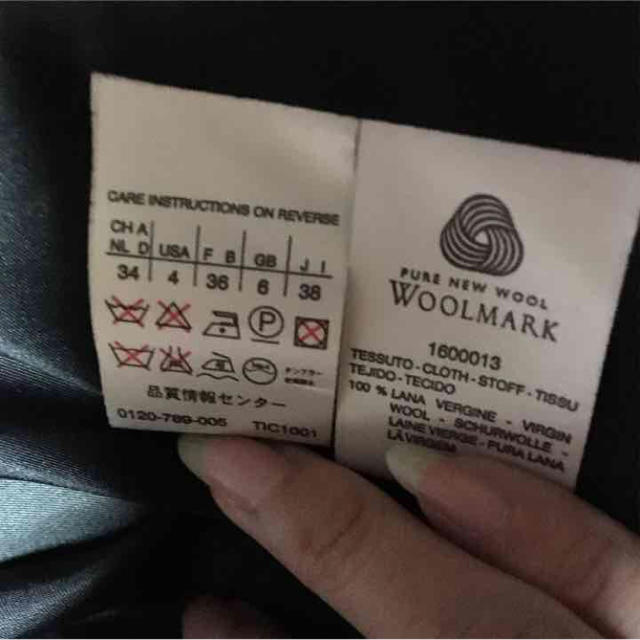 CARE INSTRUCTIONS ON REVERSE
CH A
NL D USA F B GB J I
34 4 36 6 38
P
品質情報センター
0120-789-005 TIC1001
PURE NEW WOOL
WOOLMARK
1600013
TESSUTO - CLOTH - STOFF - TISSU
TEJIDO - TECIDO
100 % LANA VERGINE - VIRGIN
WOOL - SCHURWOLLE -
LAINE VIERGE - PURA LANA
LÃ VIRGEM